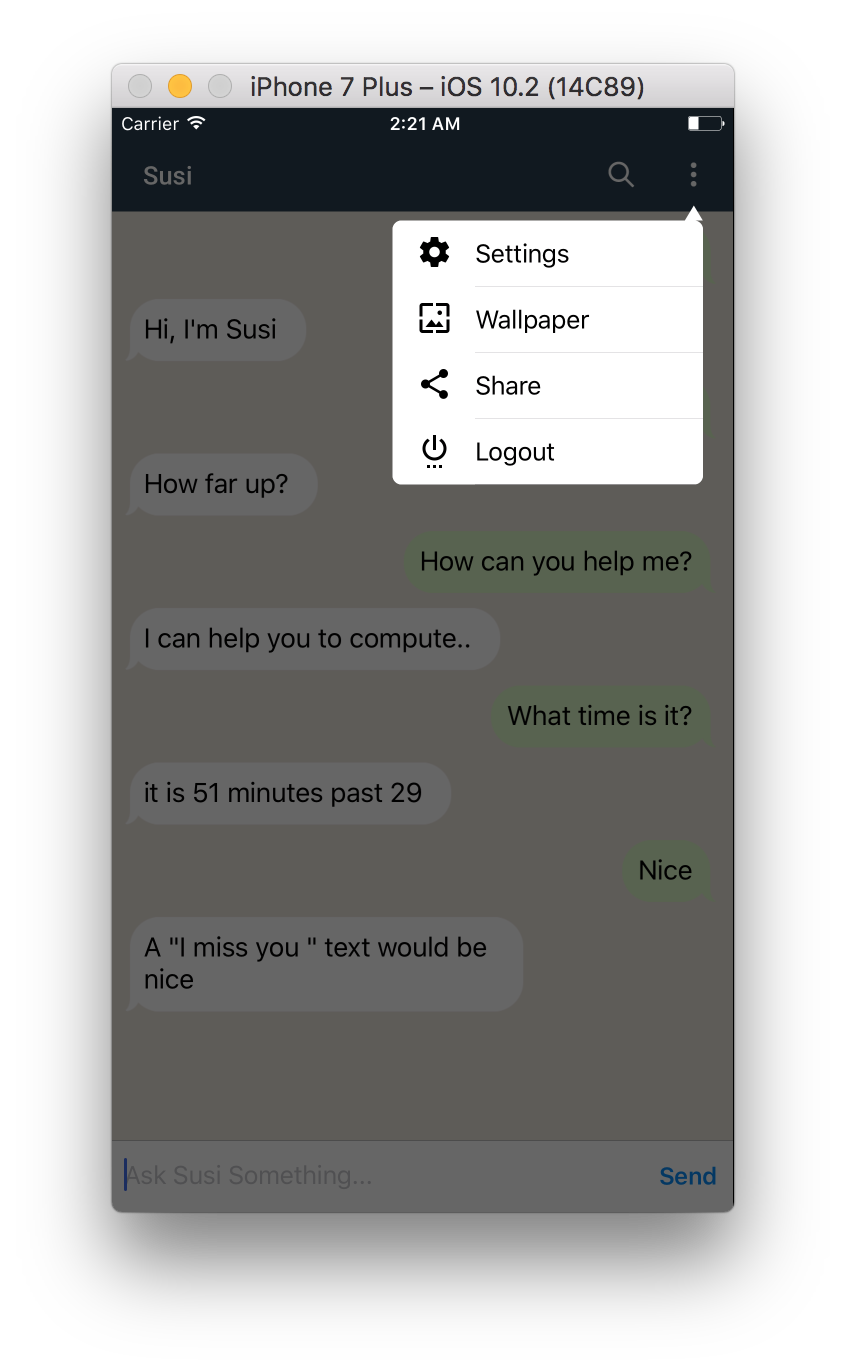 iPhone 7 Plus – iOS 10.2 (14C89)
Carrier 2:21 AM
Susi
Settings
Wallpaper
Share
Logout
Hi, I'm Susi
How far up?
How can you help me?
I can help you to compute..
What time is it?
it is 51 minutes past 29
Nice
A "I miss you " text would be
nice
Ask Susi Something...
Send